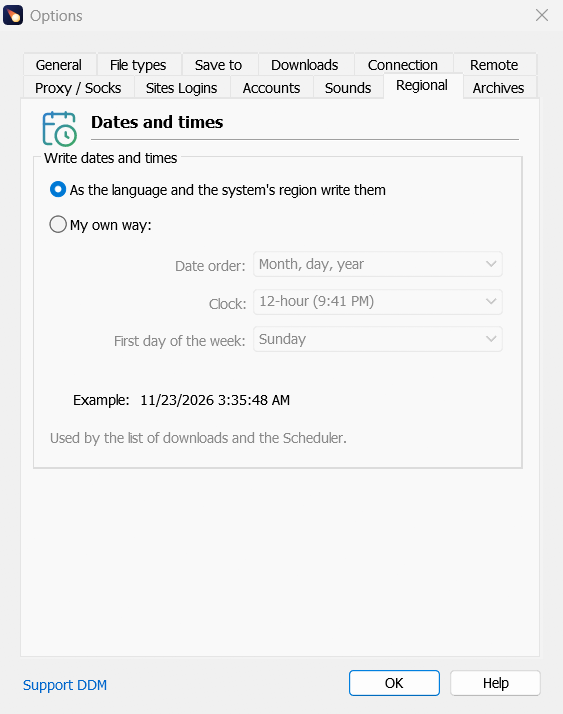 Options
General
File types
Save to
Downloads
Connection
Remote
Proxy / Socks
Sites Logins
Accounts
Sounds
Regional
Archives
Dates and times
Write dates and times
As the language and the system's region write them
My own way:
Date order: Month, day, year
Clock: 12-hour (9:41 PM)
First day of the week: Sunday
Example: 11/23/2026 3:35:48 AM
Used by the list of downloads and the Scheduler.
Support DDM
OK
Help